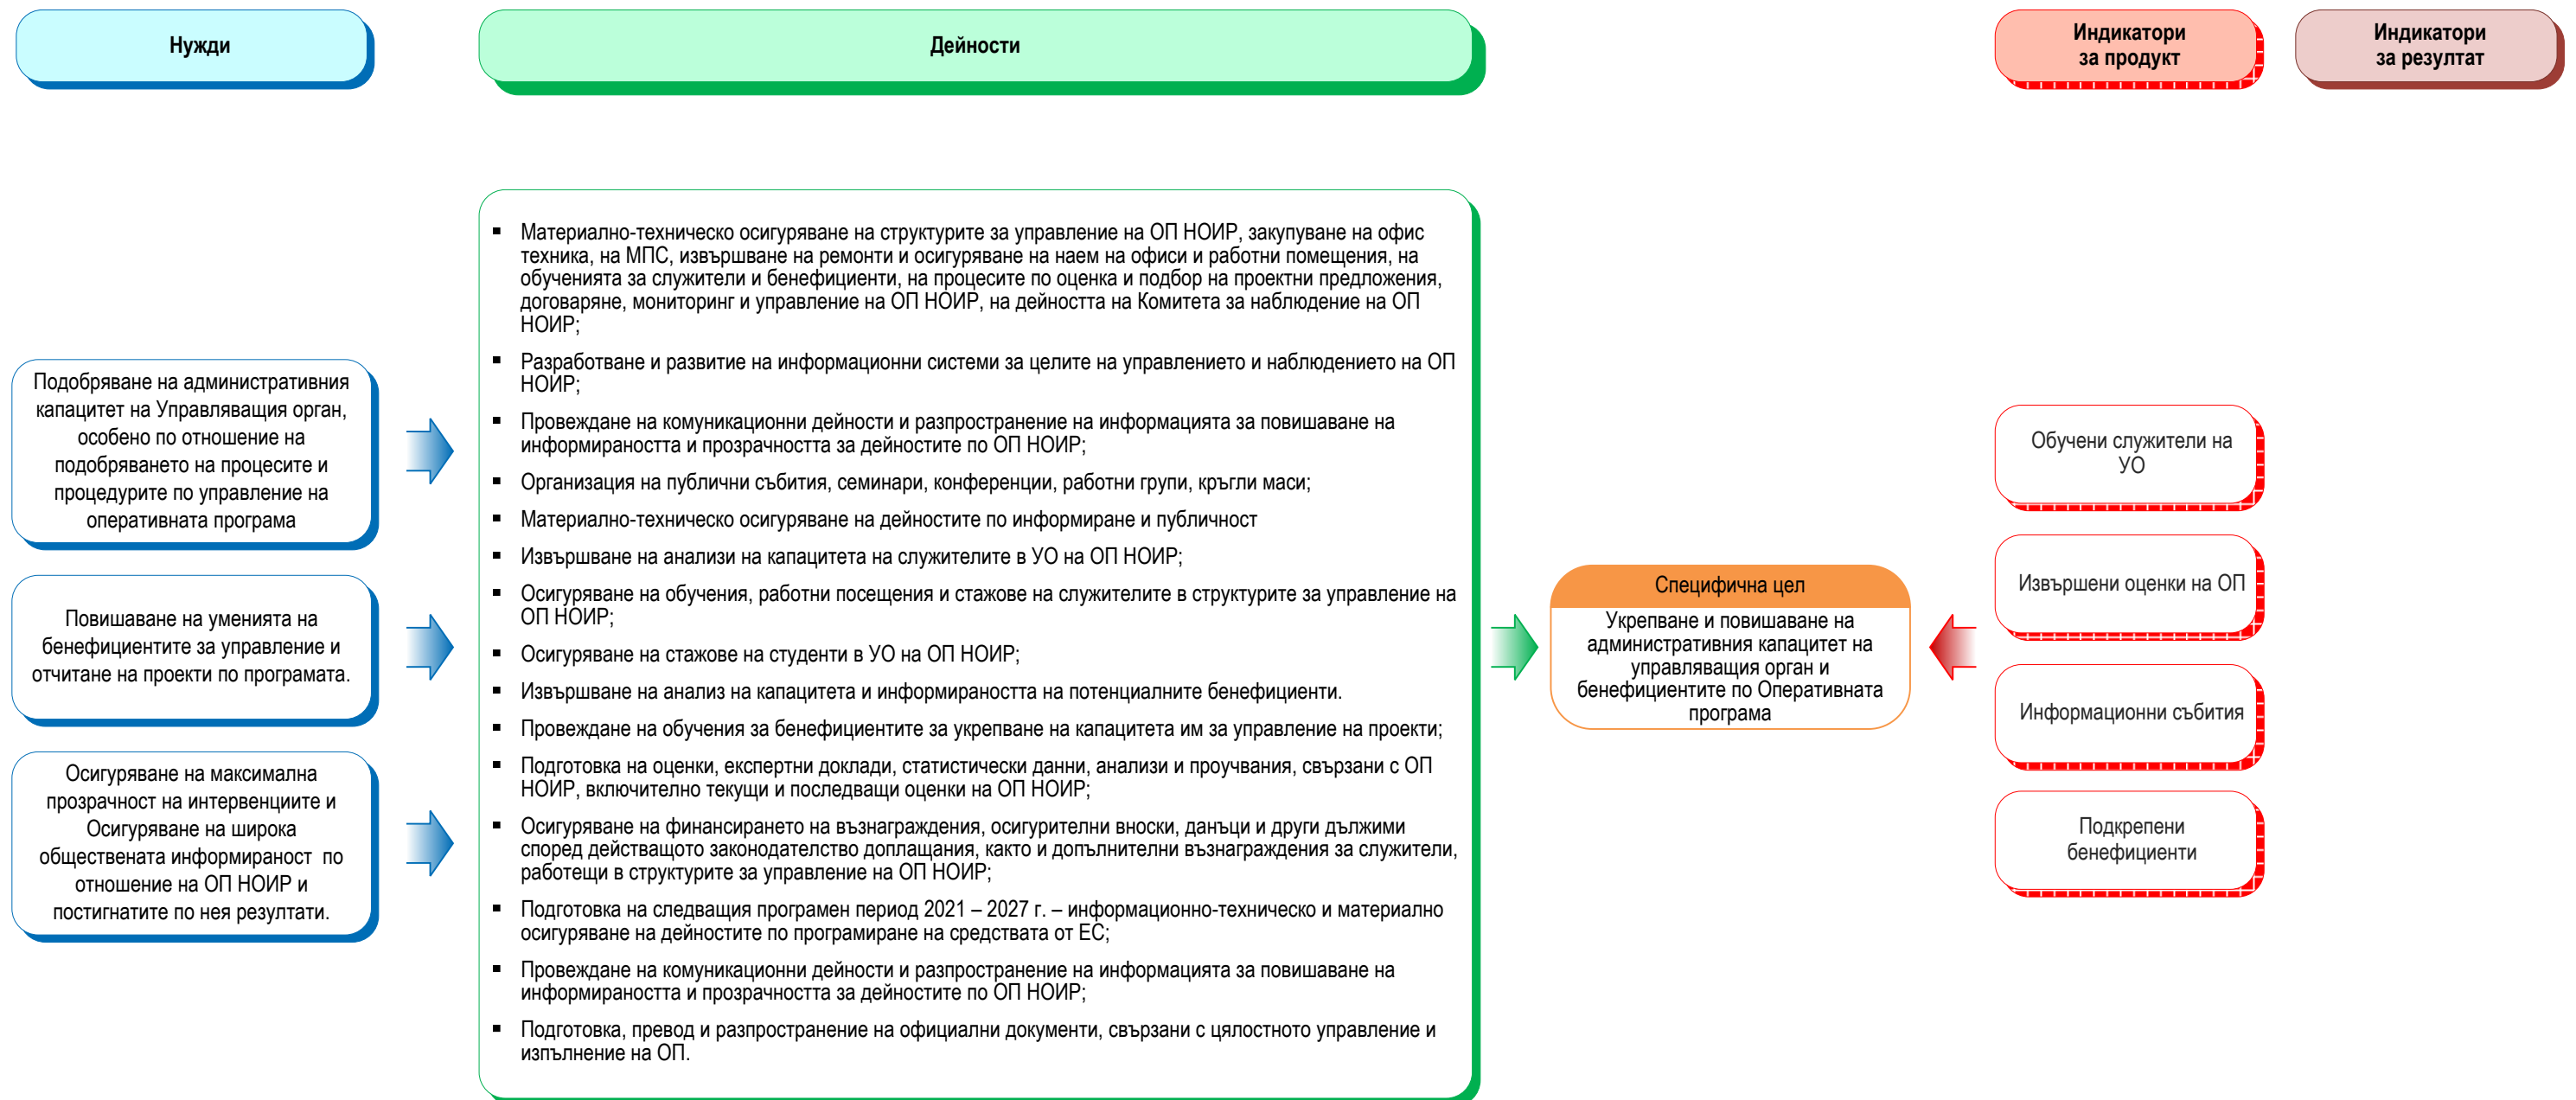 Нужди
Дейности
Индикатори
за продукт
Индикатори
за резултат
Подобряване на административния
капацитет на Управляващия орган,
особено по отношение на
подобряването на процесите и
процедурите по управление на
оперативната програма
Повишаване на уменията на
бенефициентите за управление и
отчитане на проекти по програмата.
Осигуряване на максимална
прозрачност на интервенциите и
Осигуряване на широка
обществената информираност по
отношение на ОП НОИР и
постигнатите по нея резултати.
▪ Материално-техническо осигуряване на структурите за управление на ОП НОИР, закупуване на офис
техника, на МПС, извършване на ремонти и осигуряване на наем на офиси и работни помещения, на
обученията за служители и бенефициенти, на процесите по оценка и подбор на проектни предложения,
договаряне, мониторинг и управление на ОП НОИР, на дейността на Комитета за наблюдение на ОП
НОИР;
▪ Разработване и развитие на информационни системи за целите на управлението и наблюдението на ОП
НОИР;
▪ Провеждане на комуникационни дейности и разпространение на информацията за повишаване на
информираността и прозрачността за дейностите по ОП НОИР;
▪ Организация на публични събития, семинари, конференции, работни групи, кръгли маси;
▪ Материално-техническо осигуряване на дейностите по информиране и публичност
▪ Извършване на анализи на капацитета на служителите в УО на ОП НОИР;
▪ Осигуряване на обучения, работни посещения и стажове на служителите в структурите за управление на
ОП НОИР;
▪ Осигуряване на стажове на студенти в УО на ОП НОИР;
▪ Извършване на анализ на капацитета и информираността на потенциалните бенефициенти.
▪ Провеждане на обучения за бенефициентите за укрепване на капацитета им за управление на проекти;
▪ Подготовка на оценки, експертни доклади, статистически данни, анализи и проучвания, свързани с ОП
НОИР, включително текущи и последващи оценки на ОП НОИР;
▪ Осигуряване на финансирането на възнаграждения, осигурителни вноски, данъци и други дължими
според действащото законодателство доплащания, както и допълнителни възнаграждения за служители,
работещи в структурите за управление на ОП НОИР;
▪ Подготовка на следващия програмен период 2021 – 2027 г. – информационно-техническо и материално
осигуряване на дейностите по програмиране на средствата от ЕС;
▪ Провеждане на комуникационни дейности и разпространение на информацията за повишаване на
информираността и прозрачността за дейностите по ОП НОИР;
▪ Подготовка, превод и разпространение на официални документи, свързани с цялостното управление и
изпълнение на ОП.
Специфична цел
Укрепване и повишаване на
административния капацитет на
управляващия орган и
бенефициентите по Оперативната
програма
Обучени служители на
УО
Извършени оценки на ОП
Информационни събития
Подкрепени
бенефициенти